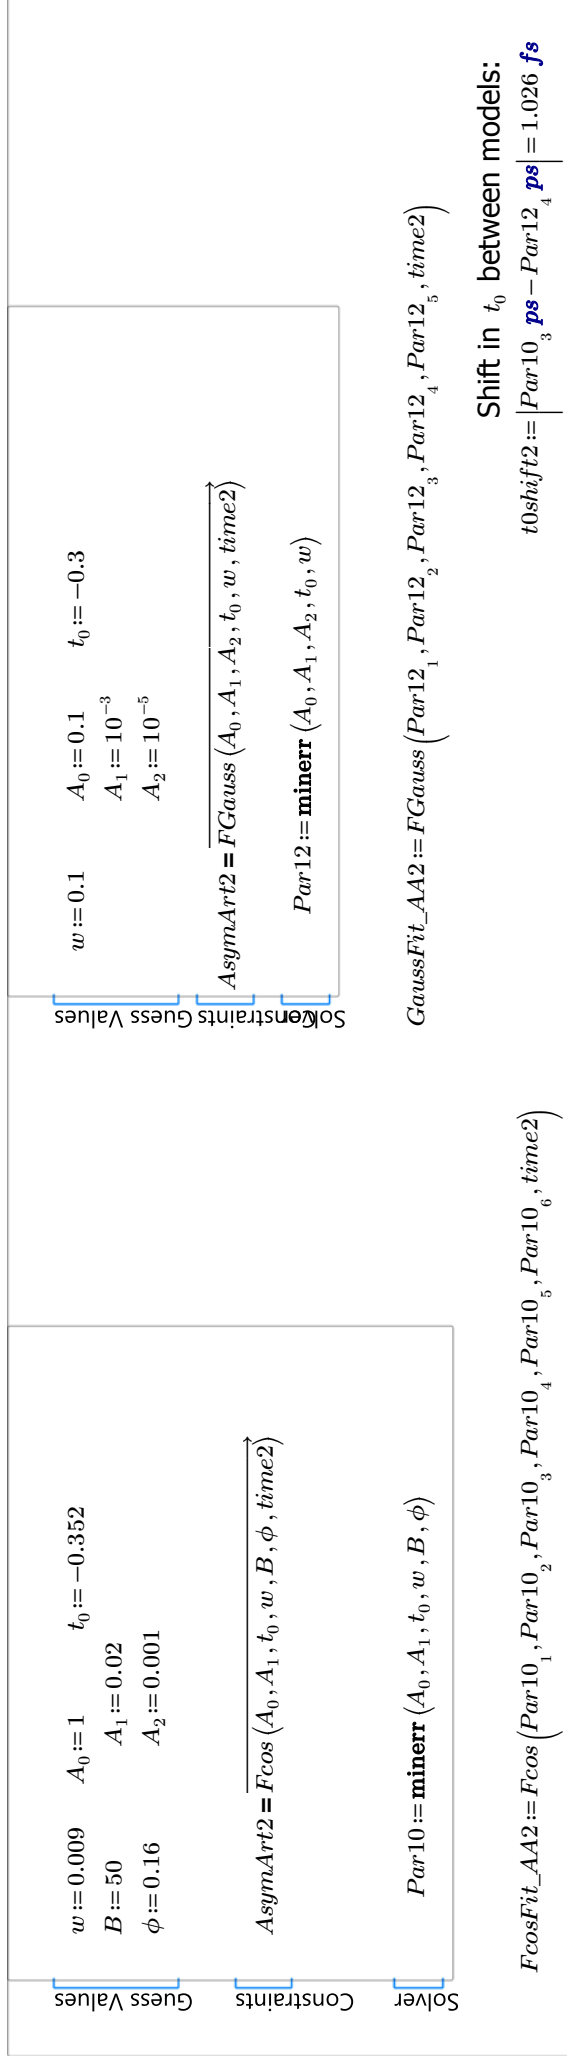 Guess Values
w:=0.009 A₀:=1 t₀:=−0.352
B:=50 A₁:=0.02
ϕ:=0.16 A₂:=0.001
Constraints
AsymArt2=Fcos(A₀,A₁,t₀,w,B,ϕ,time2)
Solver
Par10:=minerr(A₀,A₁,t₀,w,B,ϕ)
FcosFit_AA2:=Fcos(Par10₁,Par10₂,Par10₃,Par10₄,Par10₅,Par10₆,time2)
Guess Values
w:=0.1 A₀:=0.1 t₀:=−0.3
A₁:=10⁻³
A₂:=10⁻⁵
Constraints
AsymArt2=FGauss(A₀,A₁,A₂,t₀,w,time2)
Solver
Par12:=minerr(A₀,A₁,A₂,t₀,w)
GaussFit_AA2:=FGauss(Par12₁,Par12₂,Par12₃,Par12₄,Par12₅,time2)
Shift in t₀ between models:
t0shift2:=|Par10₃ ps−Par12₄ ps|=1.026 fs